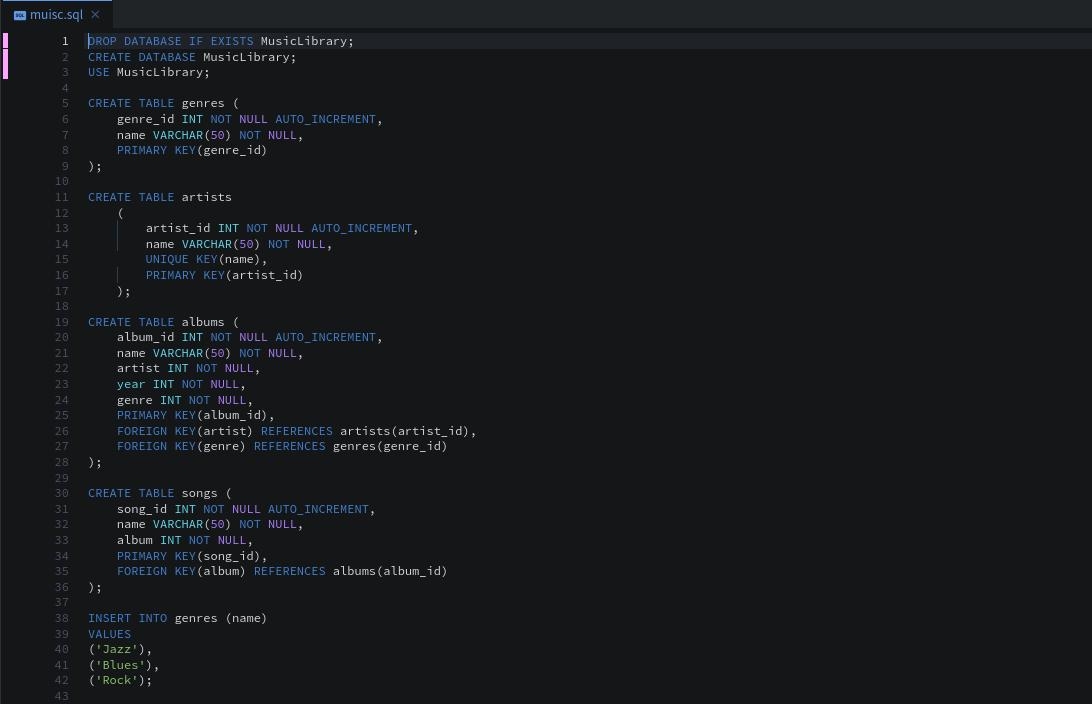 muisc.sql
1 DROP DATABASE IF EXISTS MusicLibrary;
2 CREATE DATABASE MusicLibrary;
3 USE MusicLibrary;
4
5 CREATE TABLE genres (
6     genre_id INT NOT NULL AUTO_INCREMENT,
7     name VARCHAR(50) NOT NULL,
8     PRIMARY KEY(genre_id)
9 );
10
11 CREATE TABLE artists
12     (
13         artist_id INT NOT NULL AUTO_INCREMENT,
14         name VARCHAR(50) NOT NULL,
15         UNIQUE KEY(name),
16         PRIMARY KEY(artist_id)
17     );
18
19 CREATE TABLE albums (
20     album_id INT NOT NULL AUTO_INCREMENT,
21     name VARCHAR(50) NOT NULL,
22     artist INT NOT NULL,
23     year INT NOT NULL,
24     genre INT NOT NULL,
25     PRIMARY KEY(album_id),
26     FOREIGN KEY(artist) REFERENCES artists(artist_id),
27     FOREIGN KEY(genre) REFERENCES genres(genre_id)
28 );
29
30 CREATE TABLE songs (
31     song_id INT NOT NULL AUTO_INCREMENT,
32     name VARCHAR(50) NOT NULL,
33     album INT NOT NULL,
34     PRIMARY KEY(song_id),
35     FOREIGN KEY(album) REFERENCES albums(album_id)
36 );
37
38 INSERT INTO genres (name)
39 VALUES
40 ('Jazz'),
41 ('Blues'),
42 ('Rock');
43